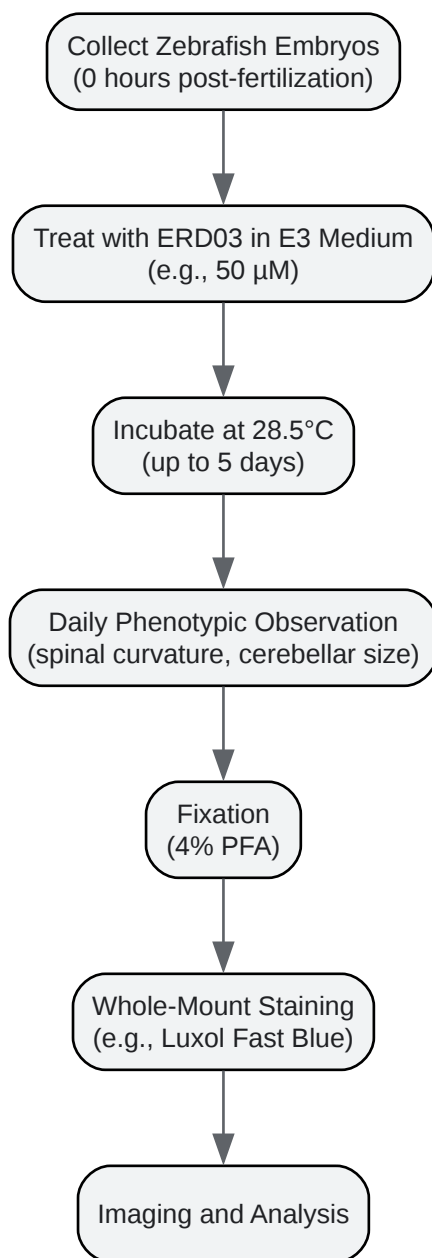 Collect Zebrafish Embryos
(0 hours post-fertilization)
Treat with ERD03 in E3 Medium
(e.g., 50 µM)
Incubate at 28.5°C
(up to 5 days)
Daily Phenotypic Observation
(spinal curvature, cerebellar size)
Fixation
(4% PFA)
Whole-Mount Staining
(e.g., Luxol Fast Blue)
Imaging and Analysis